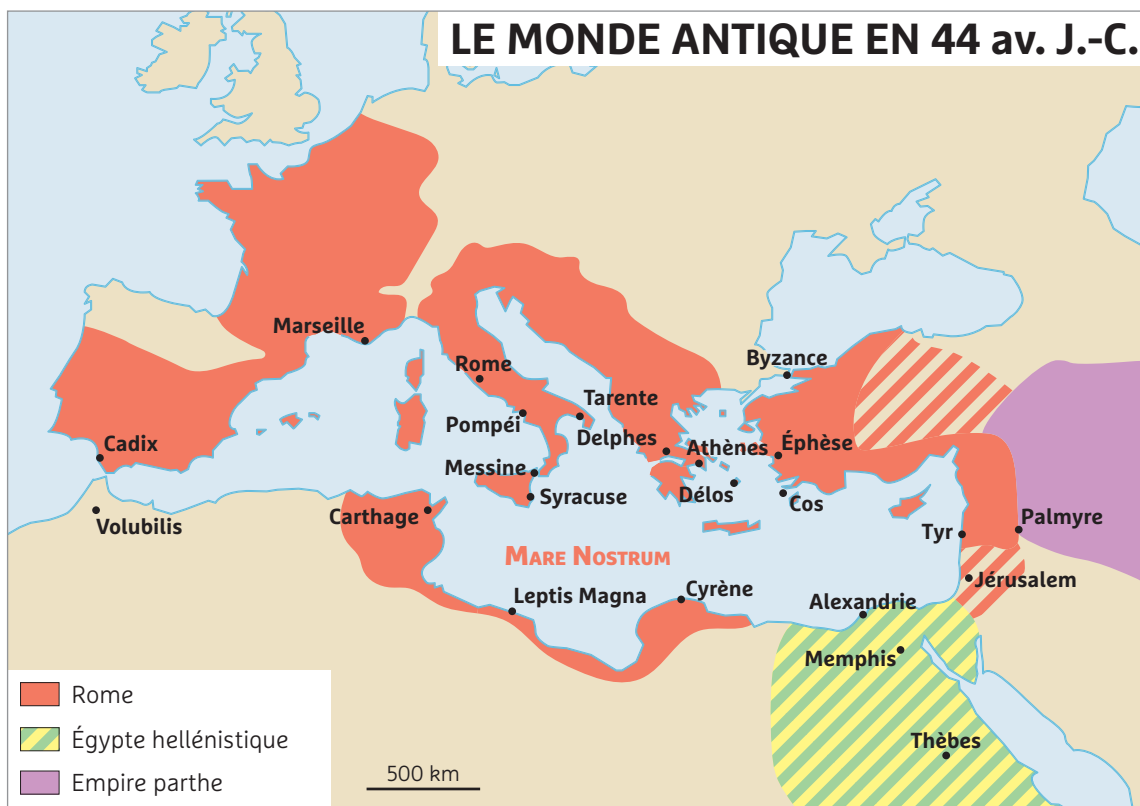 LE MONDE ANTIQUE EN 44 av. J.-C.
Marseille
Rome
Byzance
Tarente
Pompéi
Delphes
Athènes
Éphèse
Cadix
Messine
Syracuse
Délos
Cos
Volubilis
Carthage
Palmyre
Tyr
MARE NOSTRUM
Jérusalem
Leptis Magna
Cyrène
Alexandrie
Memphis
Rome
Égypte hellénistique
Thèbes
Empire parthe
500 km